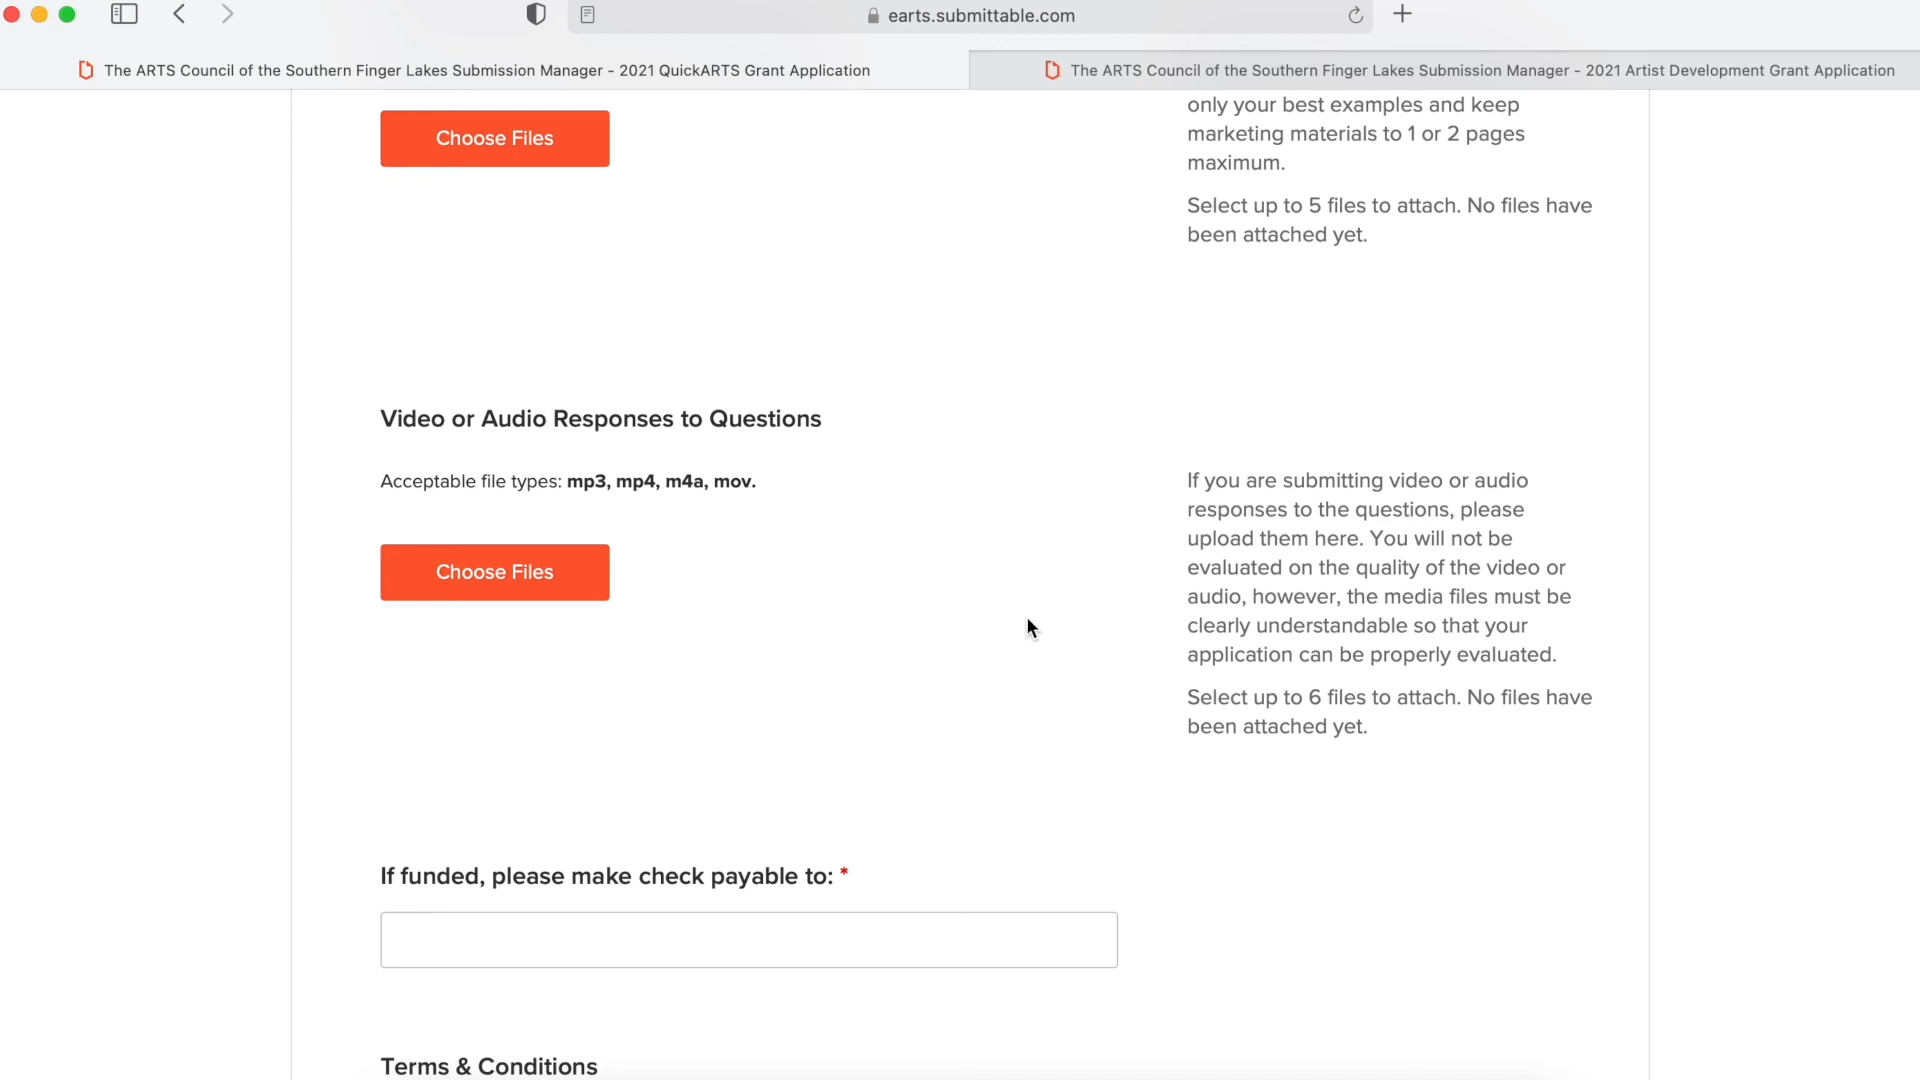 earts.submittable.com
The ARTS Council of the Southern Finger Lakes Submission Manager - 2021 QuickARTS Grant Application
The ARTS Council of the Southern Finger Lakes Submission Manager - 2021 Artist Development Grant Application
Choose Files
only your best examples and keep
marketing materials to 1 or 2 pages
maximum.
Select up to 5 files to attach. No files have
been attached yet.
Video or Audio Responses to Questions
Acceptable file types: mp3, mp4, m4a, mov.
Choose Files
If you are submitting video or audio
responses to the questions, please
upload them here. You will not be
evaluated on the quality of the video or
audio, however, the media files must be
clearly understandable so that your
application can be properly evaluated.
Select up to 6 files to attach. No files have
been attached yet.
If funded, please make check payable to: *
Terms & Conditions